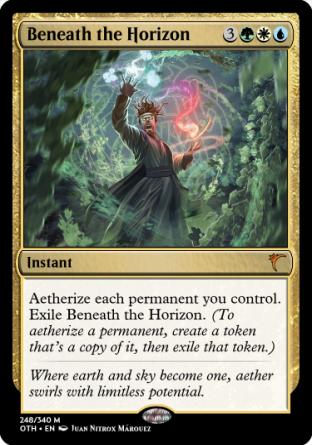 Beneath the Horizon 3
Instant
Aetherize each permanent you control.
Exile Beneath the Horizon. (To
aetherize a permanent, create a token
that's a copy of it, then exile that token.)
Where earth and sky become one, aether
swirls with limitless potential.
248/340 M
OTH • EN Juan Nitrox Márquez